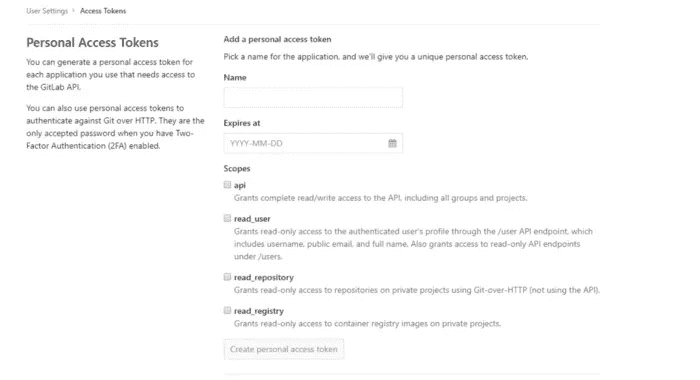 User Settings > Access Tokens
Personal Access Tokens
You can generate a personal access token for
each application you use that needs access to
the GitLab API.
You can also use personal access tokens to
authenticate against Git over HTTP. They are the
only accepted password when you have Two-
Factor Authentication (2FA) enabled.
Add a personal access token
Pick a name for the application, and we'll give you a unique personal access token.
Name
Expires at
YYYY-MM-DD
Scopes
api
Grants complete read/write access to the API, including all groups and projects.
read_user
Grants read-only access to the authenticated user's profile through the /user API endpoint, which
includes username, public email, and full name. Also grants access to read-only API endpoints
under /users.
read_repository
Grants read-only access to repositories on private projects using Git-over-HTTP (not using the API).
read_registry
Grants read-only access to container registry images on private projects.
Create personal access token